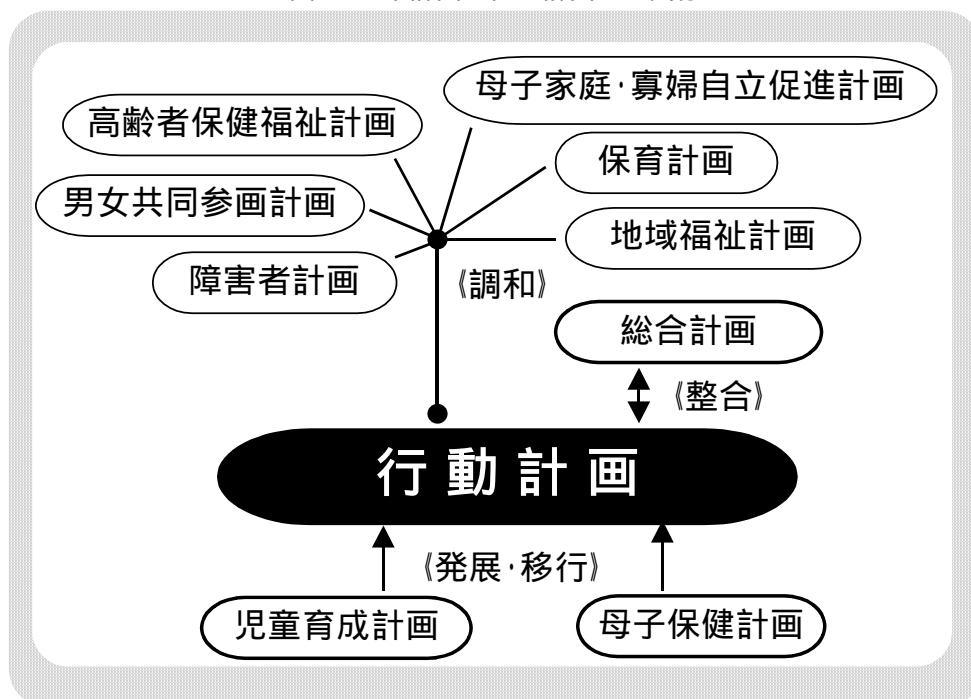 母子家庭・寡婦自立促進計画
高齢者保健福祉計画
保育計画
男女共同参画計画
地域福祉計画
障害者計画
《調和》
総合計画
《整合》
行動計画
《発展・移行》
児童育成計画
母子保健計画